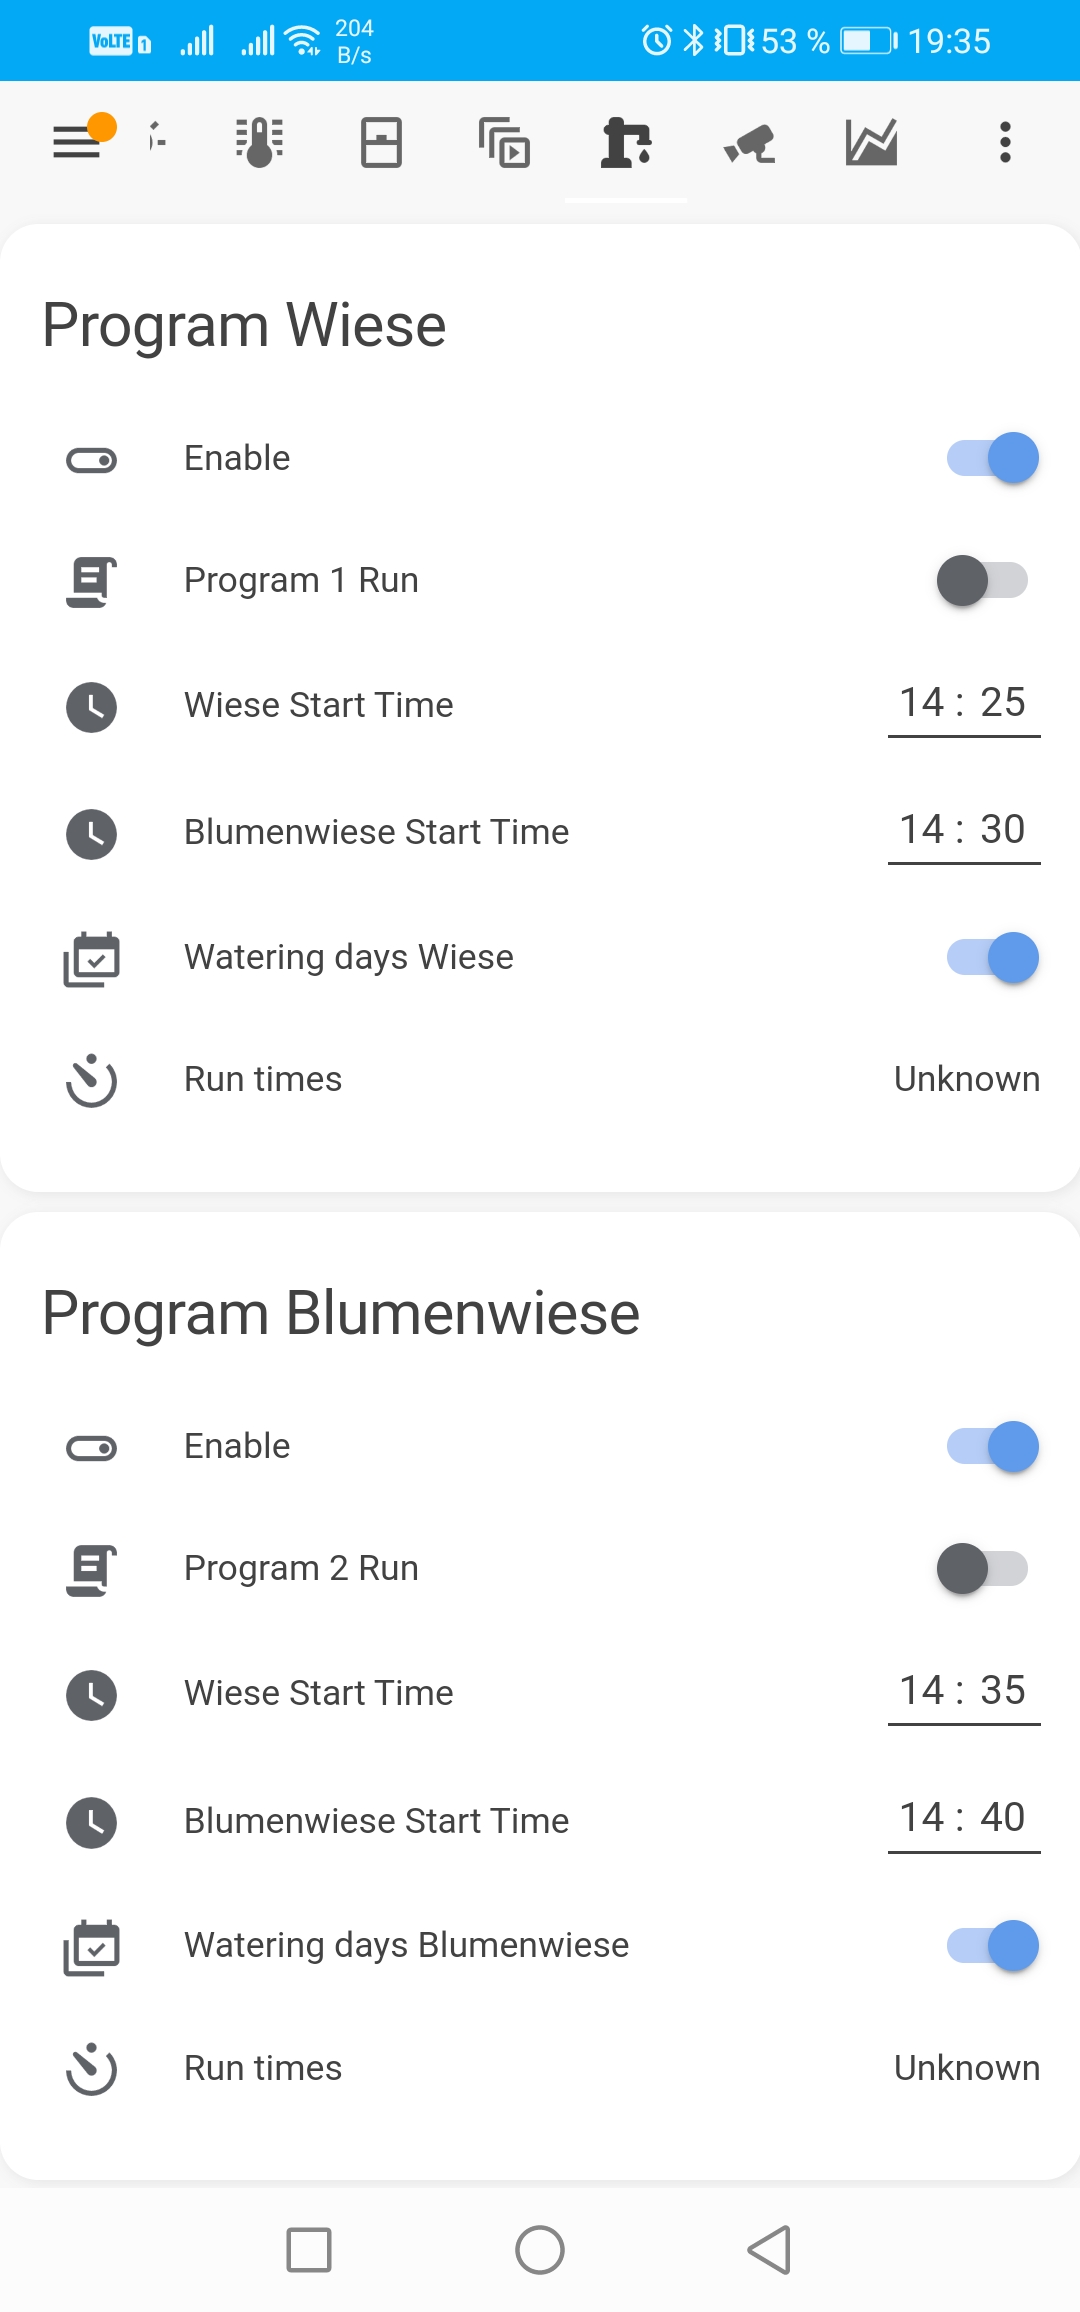 VoLTE 1 204 B/s 53 % 19:35
Program Wiese
Enable
Program 1 Run
Wiese Start Time 14 : 25
Blumenwiese Start Time 14 : 30
Watering days Wiese
Run times Unknown
Program Blumenwiese
Enable
Program 2 Run
Wiese Start Time 14 : 35
Blumenwiese Start Time 14 : 40
Watering days Blumenwiese
Run times Unknown